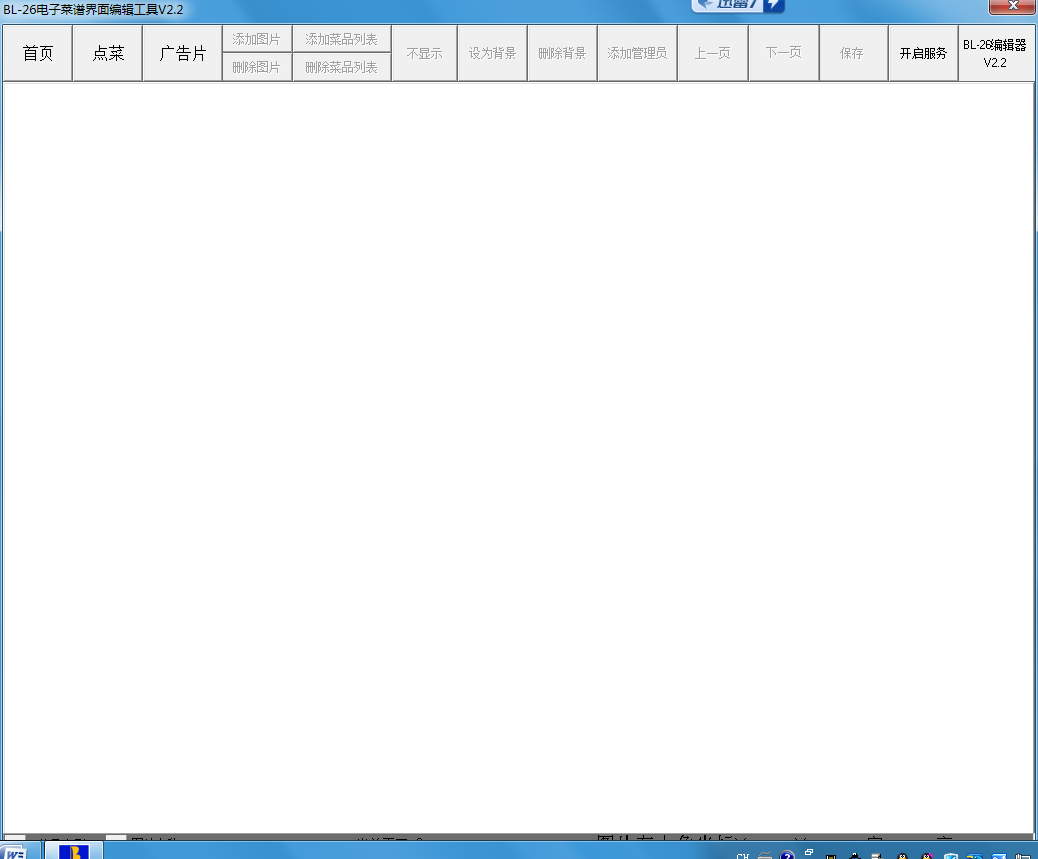 BL-26电子菜谱界面编辑工具V2.2
首页
点菜
广告片
添加图片
删除图片
添加菜品列表
删除菜品列表
不显示
设为背景
删除背景
添加管理员
上一页
下一页
保存
开启服务
BL-26编辑器
V2.2
CH